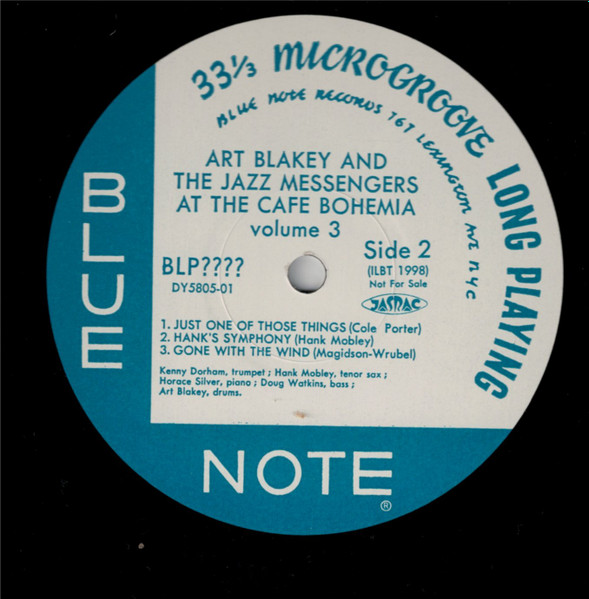 33⅓ MICROGROOVE LONG PLAYING
BLUE NOTE RECORDS 767 LEXINGTON AVE NYC
ART BLAKEY AND
THE JAZZ MESSENGERS
AT THE CAFE BOHEMIA
volume 3
Side 2
BLP????
(ILBT 1998)
DY5805-01
Not For Sale
JASRAC
1. JUST ONE OF THOSE THINGS (Cole Porter)
2. HANK'S SYMPHONY (Hank Mobley)
3. GONE WITH THE WIND (Magidson-Wrubel)
Kenny Dorham, trumpet ; Hank Mobley, tenor sax ;
Horace Silver, piano ; Doug Watkins, bass ;
Art Blakey, drums.
BLUE
NOTE
®